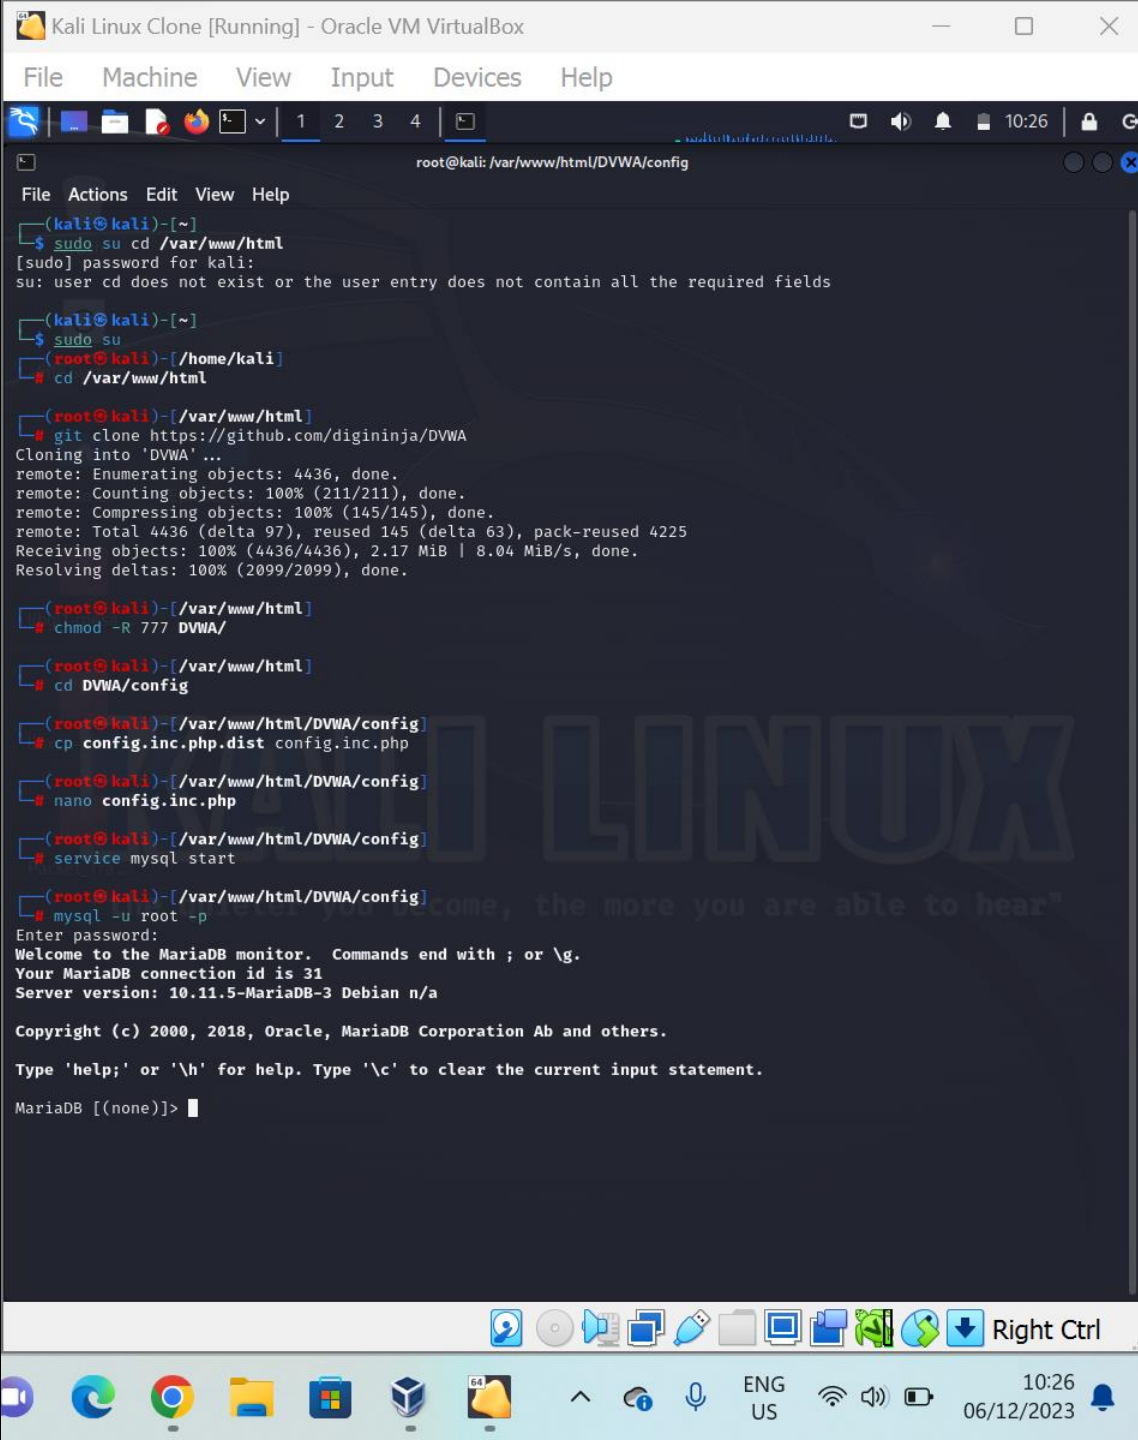 Kali Linux Clone [Running] - Oracle VM VirtualBox
File Machine View Input Devices Help
1 2 3 4 10:26
root@kali: /var/www/html/DVWA/config
File Actions Edit View Help
┌──(kali㉿kali)-[~]
└─$ sudo su cd /var/www/html
[sudo] password for kali:
su: user cd does not exist or the user entry does not contain all the required fields
┌──(kali㉿kali)-[~]
└─$ sudo su
┌──(root㉿kali)-[/home/kali]
└─# cd /var/www/html
┌──(root㉿kali)-[/var/www/html]
└─# git clone https://github.com/digininja/DVWA
Cloning into 'DVWA'...
remote: Enumerating objects: 4436, done.
remote: Counting objects: 100% (211/211), done.
remote: Compressing objects: 100% (145/145), done.
remote: Total 4436 (delta 97), reused 145 (delta 63), pack-reused 4225
Receiving objects: 100% (4436/4436), 2.17 MiB | 8.04 MiB/s, done.
Resolving deltas: 100% (2099/2099), done.
┌──(root㉿kali)-[/var/www/html]
└─# chmod -R 777 DVWA/
┌──(root㉿kali)-[/var/www/html]
└─# cd DVWA/config
┌──(root㉿kali)-[/var/www/html/DVWA/config]
└─# cp config.inc.php.dist config.inc.php
┌──(root㉿kali)-[/var/www/html/DVWA/config]
└─# nano config.inc.php
┌──(root㉿kali)-[/var/www/html/DVWA/config]
└─# service mysql start
┌──(root㉿kali)-[/var/www/html/DVWA/config]
└─# mysql -u root -p
Enter password:
Welcome to the MariaDB monitor.  Commands end with ; or \g.
Your MariaDB connection id is 31
Server version: 10.11.5-MariaDB-3 Debian n/a
Copyright (c) 2000, 2018, Oracle, MariaDB Corporation Ab and others.
Type 'help;' or '\h' for help. Type '\c' to clear the current input statement.
MariaDB [(none)]>
KALI LINUX
you become, the more you are able to hear"
Right Ctrl
64
ENG
US
10:26
06/12/2023